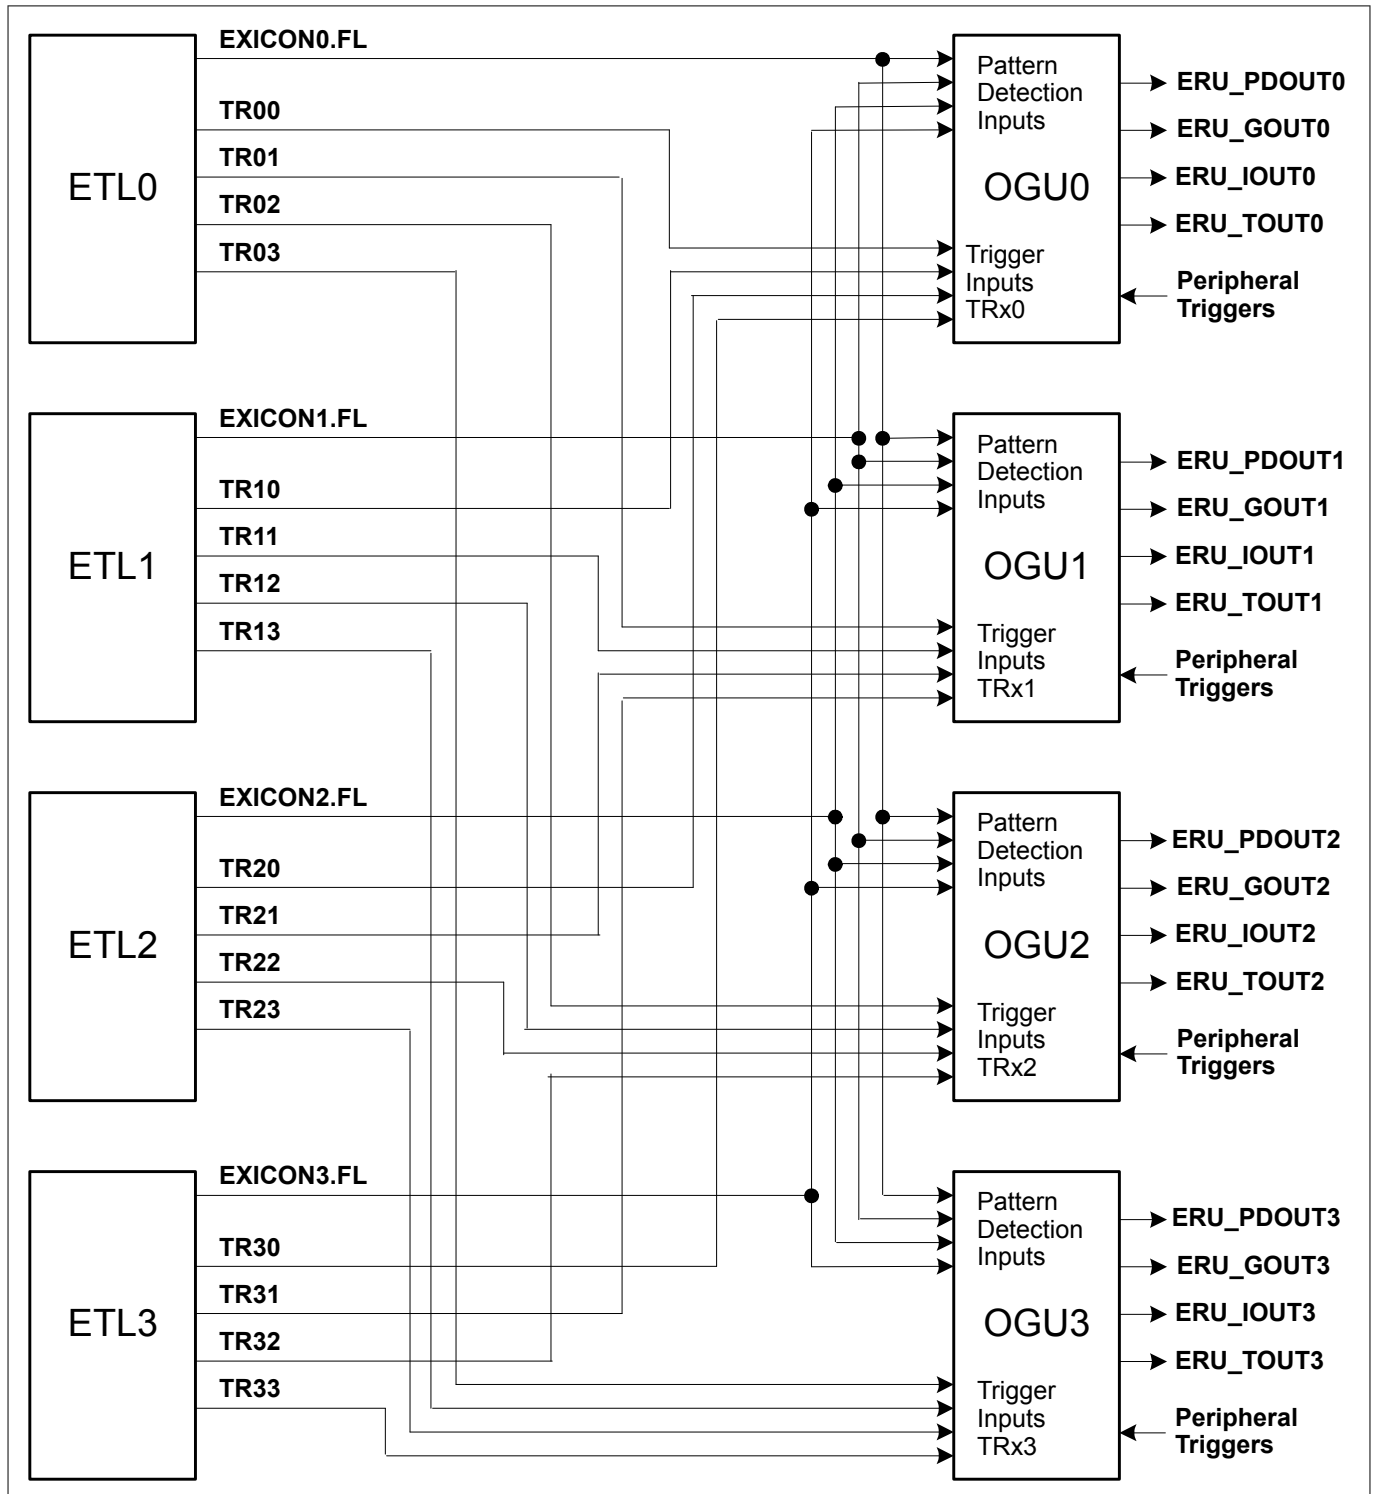 EXICON0.FL
TR00
TR01
TR02
TR03
ETL0
Pattern
Detection
Inputs
OGU0
Trigger
Inputs
TRx0
ERU_PDOUT0
ERU_GOUT0
ERU_IOUT0
ERU_TOUT0
Peripheral
Triggers
EXICON1.FL
TR10
TR11
TR12
TR13
ETL1
Pattern
Detection
Inputs
OGU1
Trigger
Inputs
TRx1
ERU_PDOUT1
ERU_GOUT1
ERU_IOUT1
ERU_TOUT1
Peripheral
Triggers
EXICON2.FL
TR20
TR21
TR22
TR23
ETL2
Pattern
Detection
Inputs
OGU2
Trigger
Inputs
TRx2
ERU_PDOUT2
ERU_GOUT2
ERU_IOUT2
ERU_TOUT2
Peripheral
Triggers
EXICON3.FL
TR30
TR31
TR32
TR33
ETL3
Pattern
Detection
Inputs
OGU3
Trigger
Inputs
TRx3
ERU_PDOUT3
ERU_GOUT3
ERU_IOUT3
ERU_TOUT3
Peripheral
Triggers